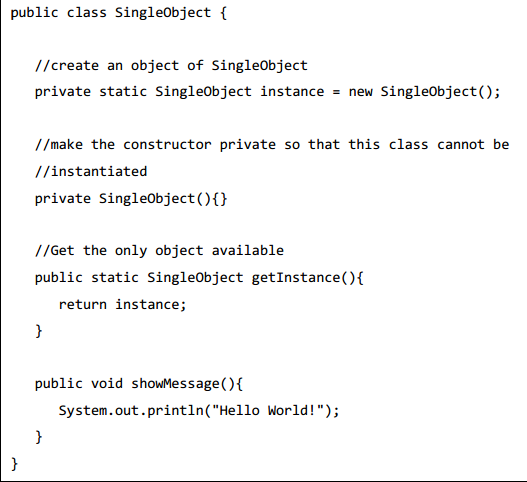 public class SingleObject {
//create an object of SingleObject
private static SingleObject instance = new SingleObject();
//make the constructor private so that this class cannot be
//instantiated
private SingleObject(){}
//Get the only object available
public static SingleObject getInstance(){
return instance;
}
public void showMessage(){
System.out.println("Hello World!");
}
}